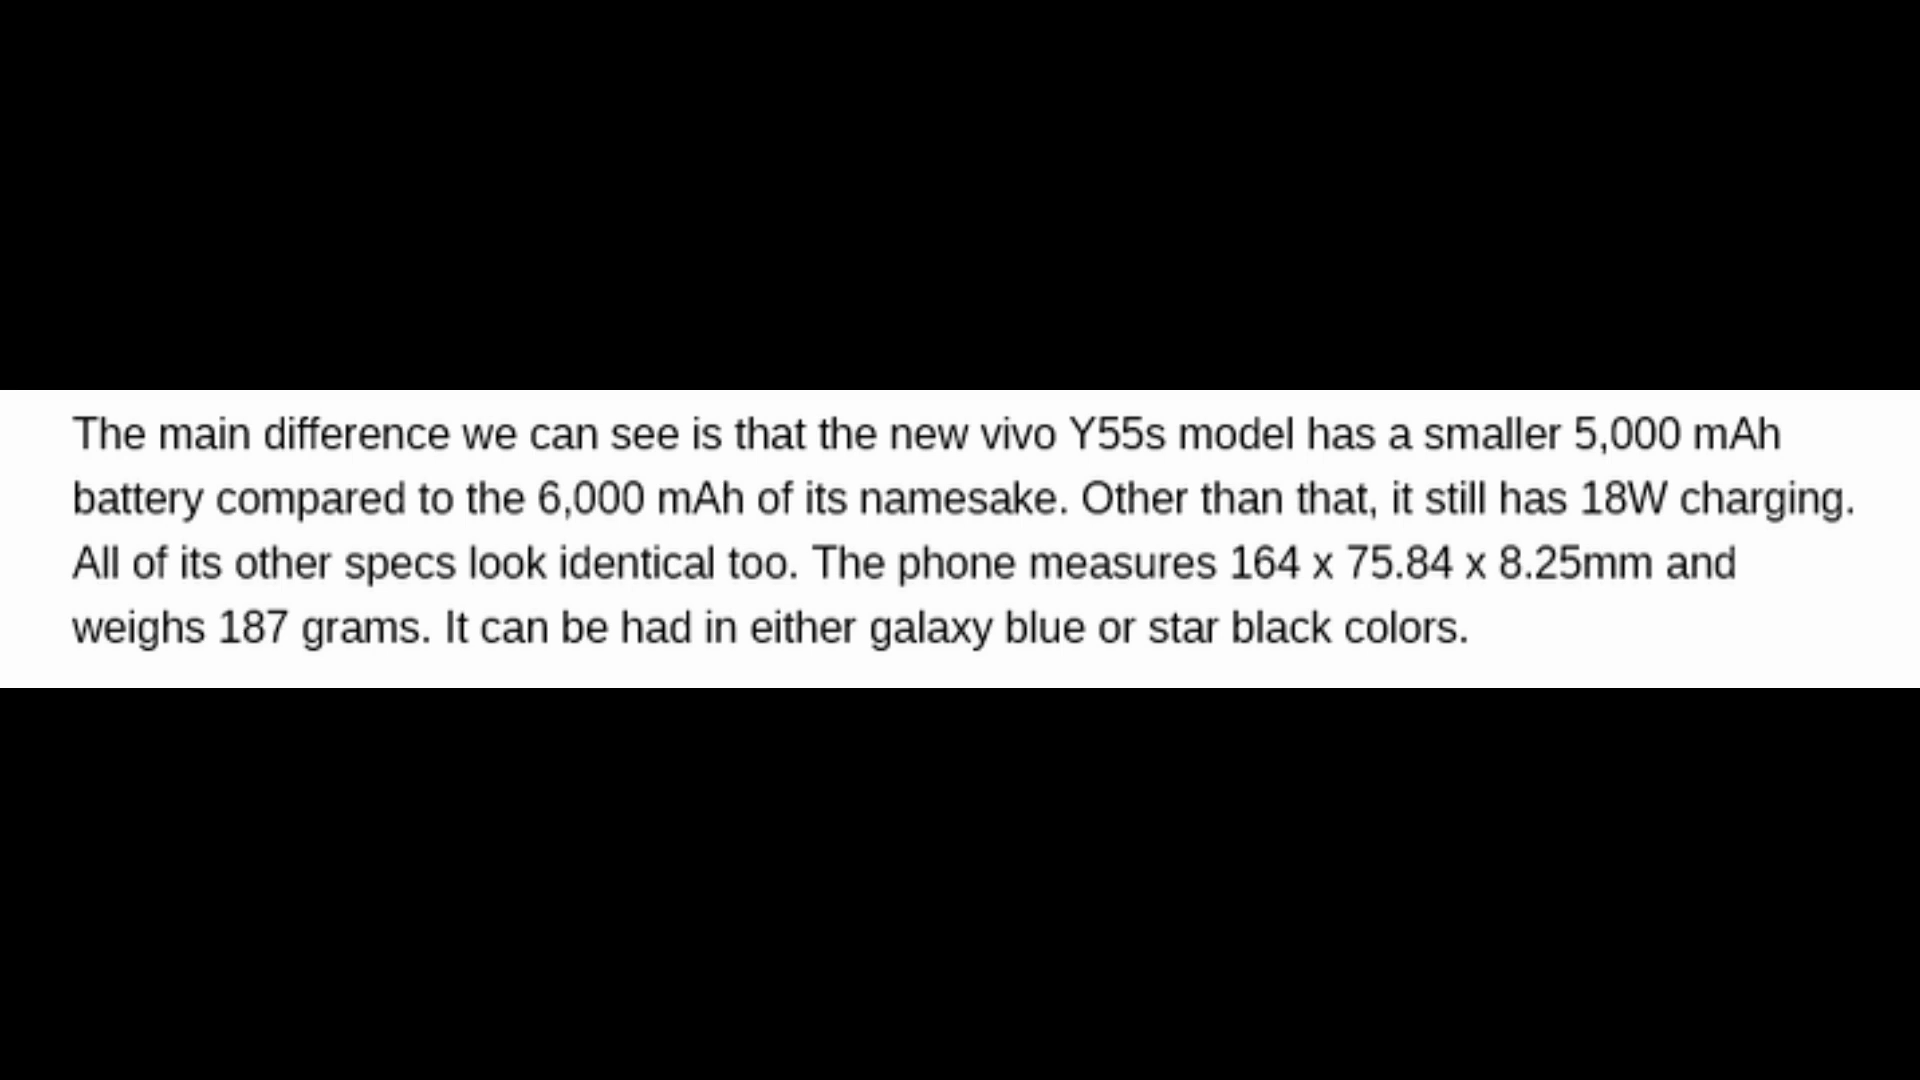 The main difference we can see is that the new vivo Y55s model has a smaller 5,000 mAh
battery compared to the 6,000 mAh of its namesake. Other than that, it still has 18W charging.
All of its other specs look identical too. The phone measures 164 x 75.84 x 8.25mm and
weighs 187 grams. It can be had in either galaxy blue or star black colors.